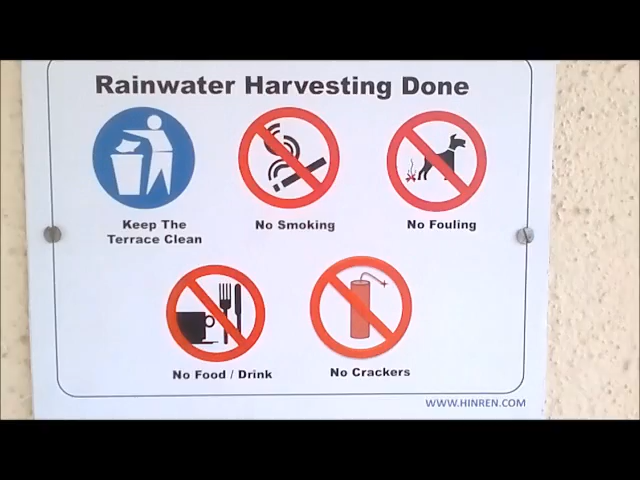 Rainwater Harvesting Done
Keep The
Terrace Clean
No Smoking
No Fouling
No Food / Drink
No Crackers
WWW.HINREN.COM